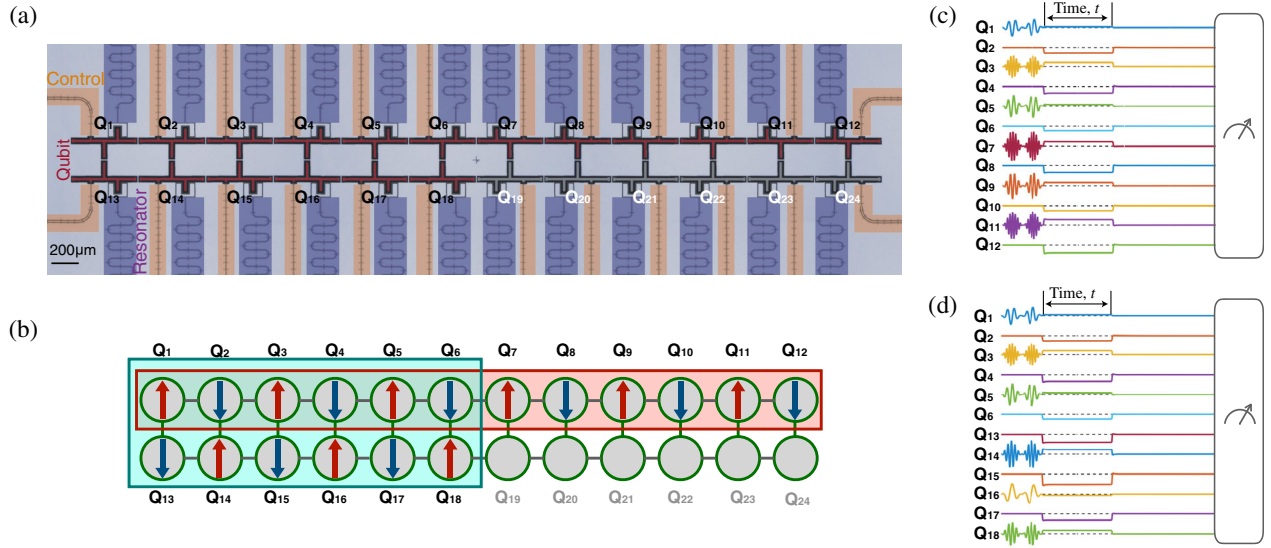 (a)
Control
Qubit
Resonator
200μm
Q1 Q2 Q3 Q4 Q5 Q6 Q7 Q8 Q9 Q10 Q11 Q12
Q13 Q14 Q15 Q16 Q17 Q18 Q19 Q20 Q21 Q22 Q23 Q24
(b)
Q1 Q2 Q3 Q4 Q5 Q6 Q7 Q8 Q9 Q10 Q11 Q12
Q13 Q14 Q15 Q16 Q17 Q18 Q19 Q20 Q21 Q22 Q23 Q24
(c)
Time, t
Q1
Q2
Q3
Q4
Q5
Q6
Q7
Q8
Q9
Q10
Q11
Q12
(d)
Time, t
Q1
Q2
Q3
Q4
Q5
Q6
Q13
Q14
Q15
Q16
Q17
Q18